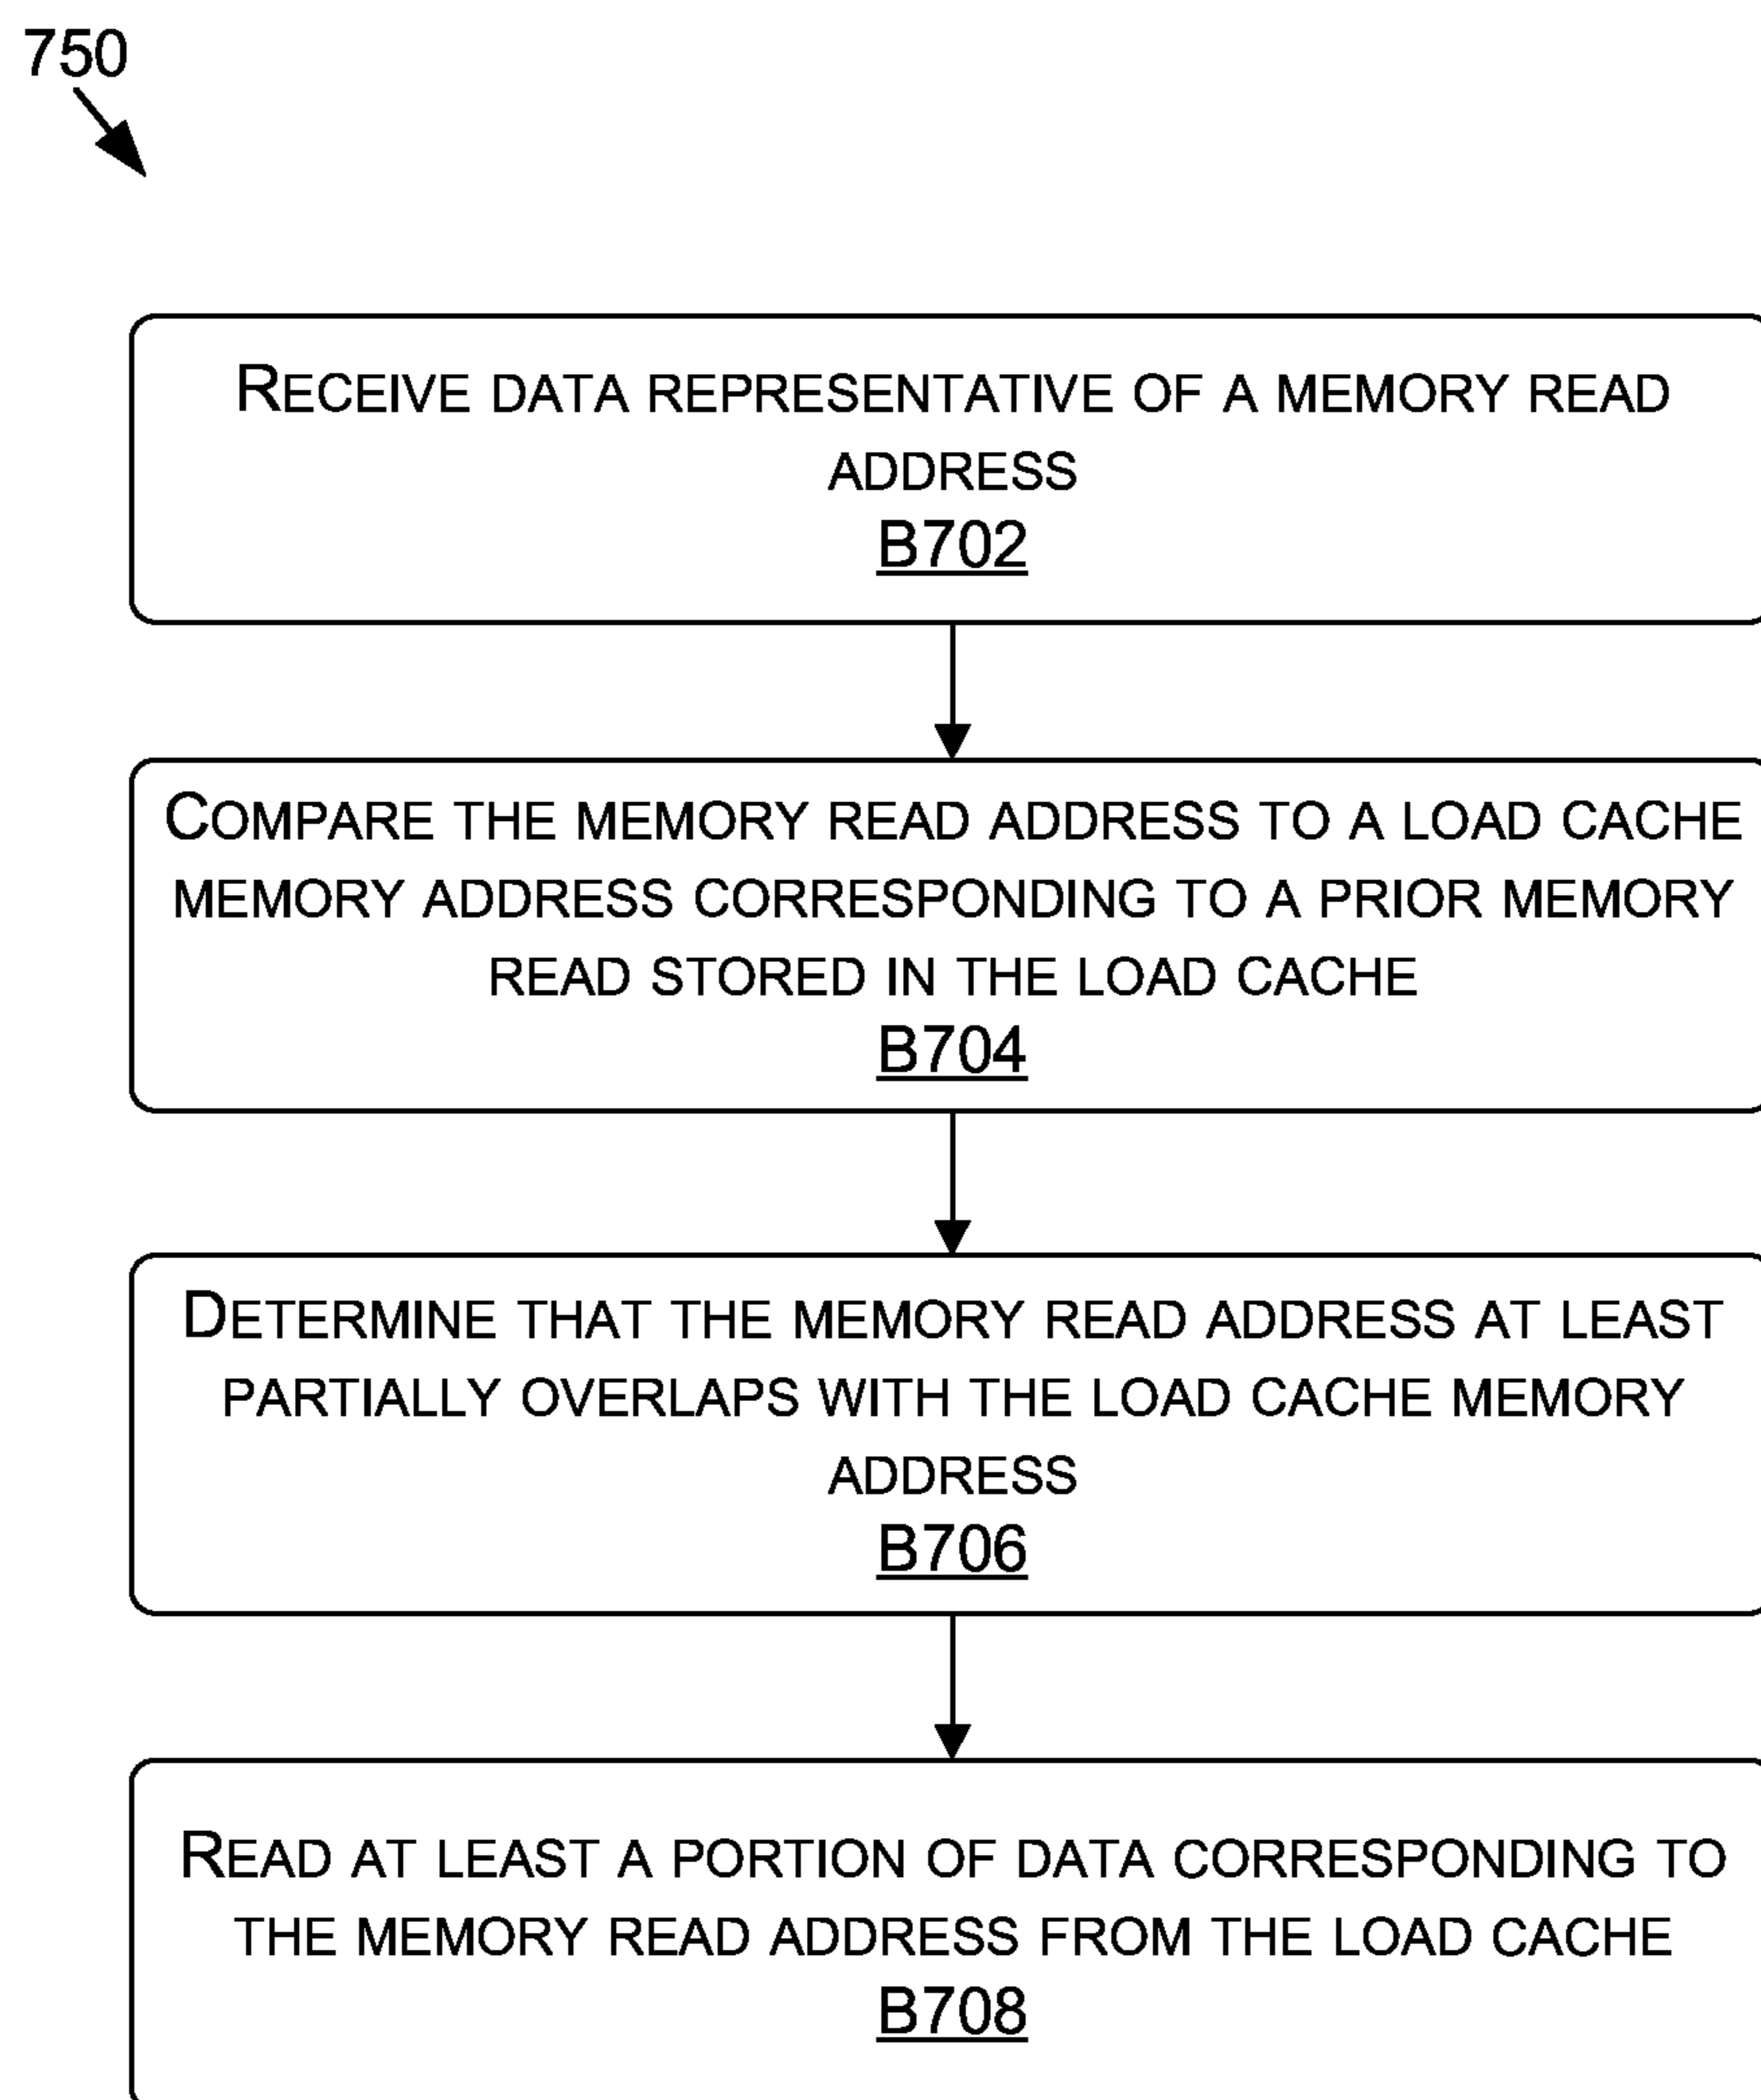 750
RECEIVE DATA REPRESENTATIVE OF A MEMORY READ
ADDRESS
B702
COMPARE THE MEMORY READ ADDRESS TO A LOAD CACHE
MEMORY ADDRESS CORRESPONDING TO A PRIOR MEMORY
READ STORED IN THE LOAD CACHE
B704
DETERMINE THAT THE MEMORY READ ADDRESS AT LEAST
PARTIALLY OVERLAPS WITH THE LOAD CACHE MEMORY
ADDRESS
B706
READ AT LEAST A PORTION OF DATA CORRESPONDING TO
THE MEMORY READ ADDRESS FROM THE LOAD CACHE
B708